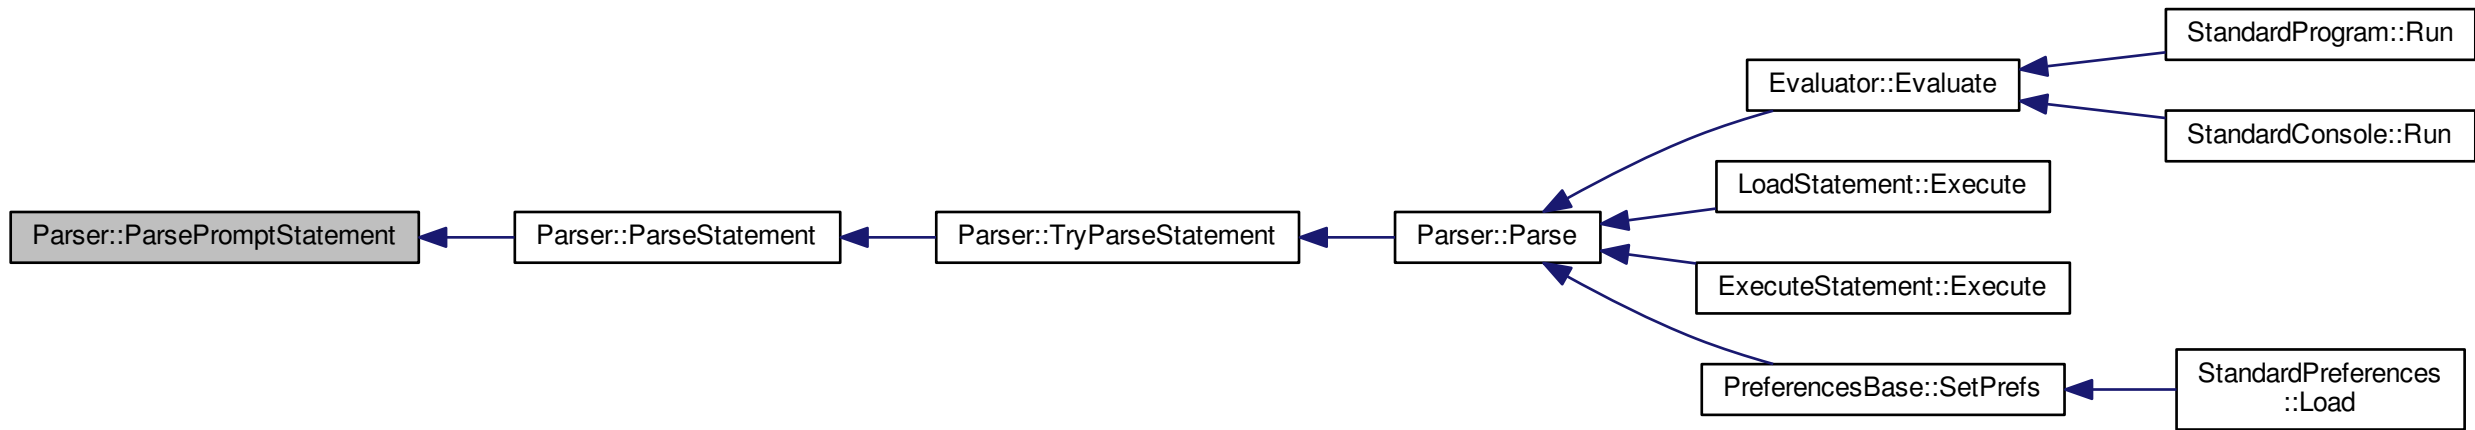 Parser::ParsePromptStatement
Parser::ParseStatement
Parser::TryParseStatement
Parser::Parse
Evaluator::Evaluate
StandardProgram::Run
StandardConsole::Run
LoadStatement::Execute
ExecuteStatement::Execute
PreferencesBase::SetPrefs
StandardPreferences
::Load